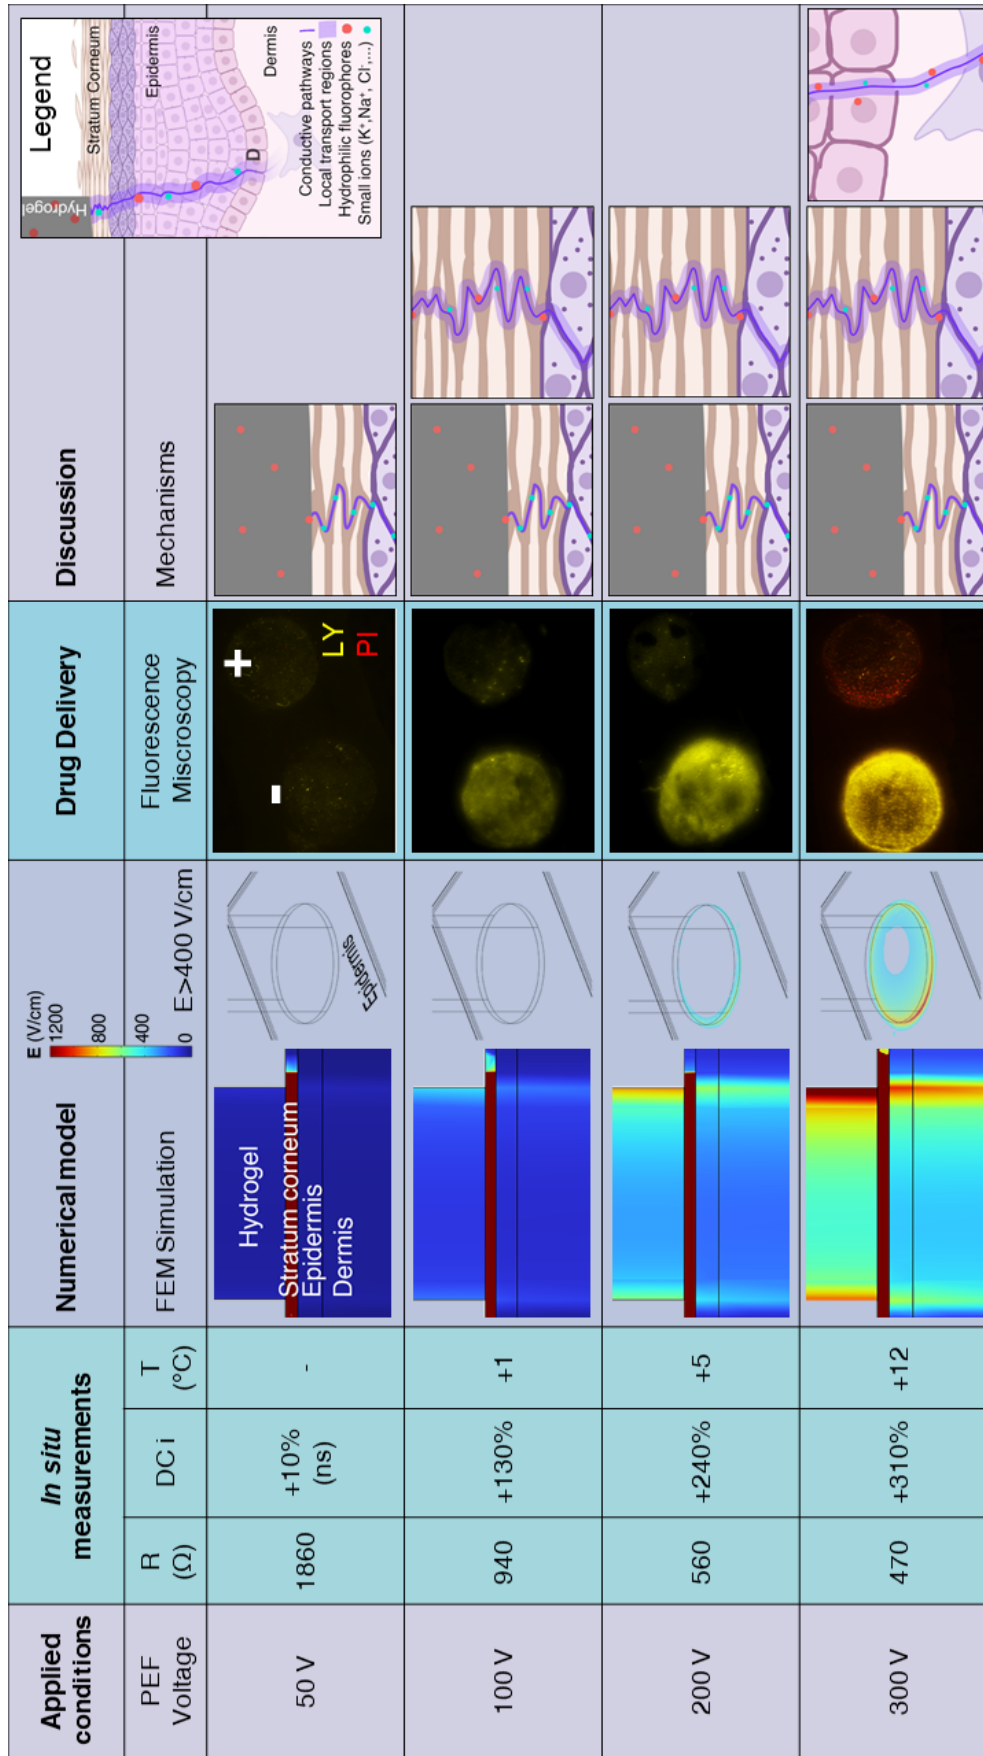 Applied
conditions
In situ
measurements
Numerical model
Drug Delivery
Discussion
PEF
Voltage
R
(Ω)
DC i
T
(°C)
FEM Simulation
E (V/cm)
1200
800
400
0
E>400 V/cm
Fluorescence
Miscroscopy
Mechanisms
Legend
Hydrogel
Stratum Corneum
Epidermis
Dermis
D
Conductive pathways
Local transport regions
Hydrophilic fluorophores
Small ions (K⁺,Na⁺, Cl⁻,...)
50 V
1860
+10%
(ns)
-
Hydrogel
Stratum corneum
Epidermis
Dermis
Epidermis
-
+
LY
PI
100 V
940
+130%
+1
200 V
560
+240%
+5
300 V
470
+310%
+12